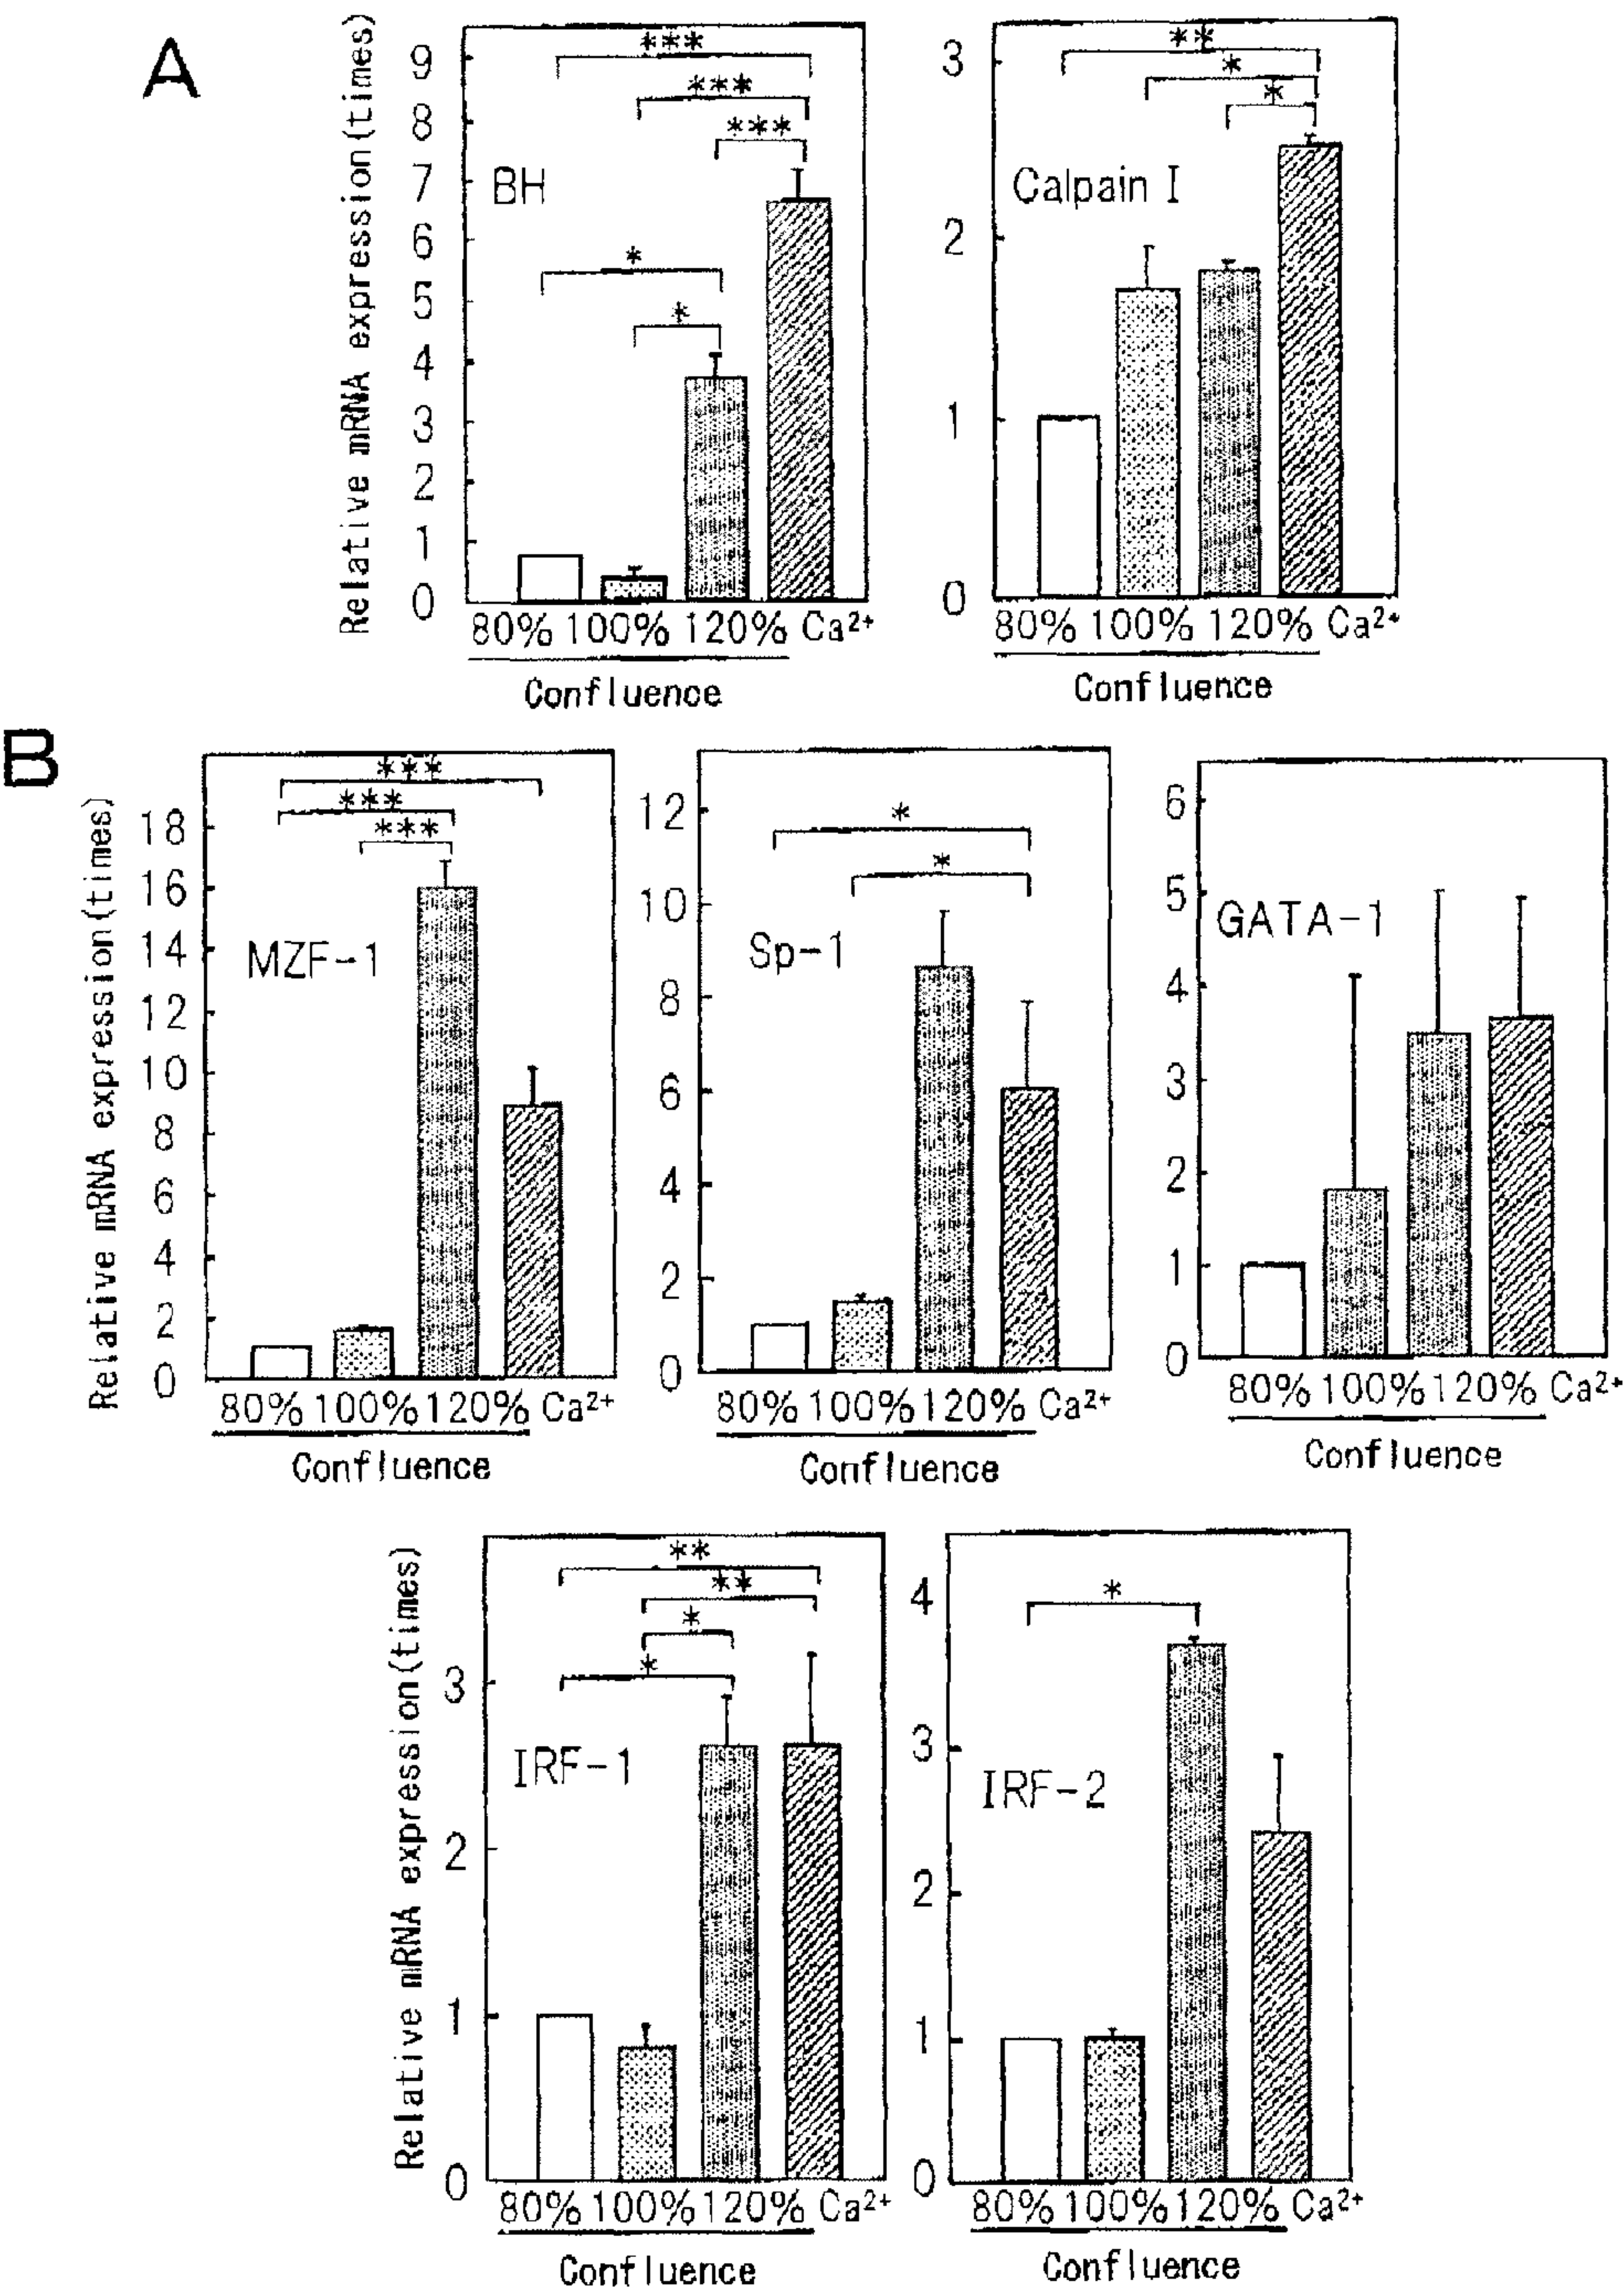 A
Relative mRNA expression(times)
9
8
7
6
5
4
3
2
1
0
BH
***
***
***
*
*
80% 100% 120% Ca²⁺
Confluence
3
2
1
0
Calpain I
**
*
*
80% 100% 120% Ca²⁺
Confluence
B
Relative mRNA expression(times)
18
16
14
12
10
8
6
4
2
0
MZF-1
***
***
***
80% 100% 120% Ca²⁺
Confluence
12
10
8
6
4
2
0
Sp-1
*
*
80% 100% 120% Ca²⁺
Confluence
6
5
4
3
2
1
0
GATA-1
80% 100% 120% Ca²⁺
Confluence
Relative mRNA expression(times)
3
2
1
0
IRF-1
**
**
*
*
80% 100% 120% Ca²⁺
Confluence
4
3
2
1
0
IRF-2
*
80% 100% 120% Ca²⁺
Confluence